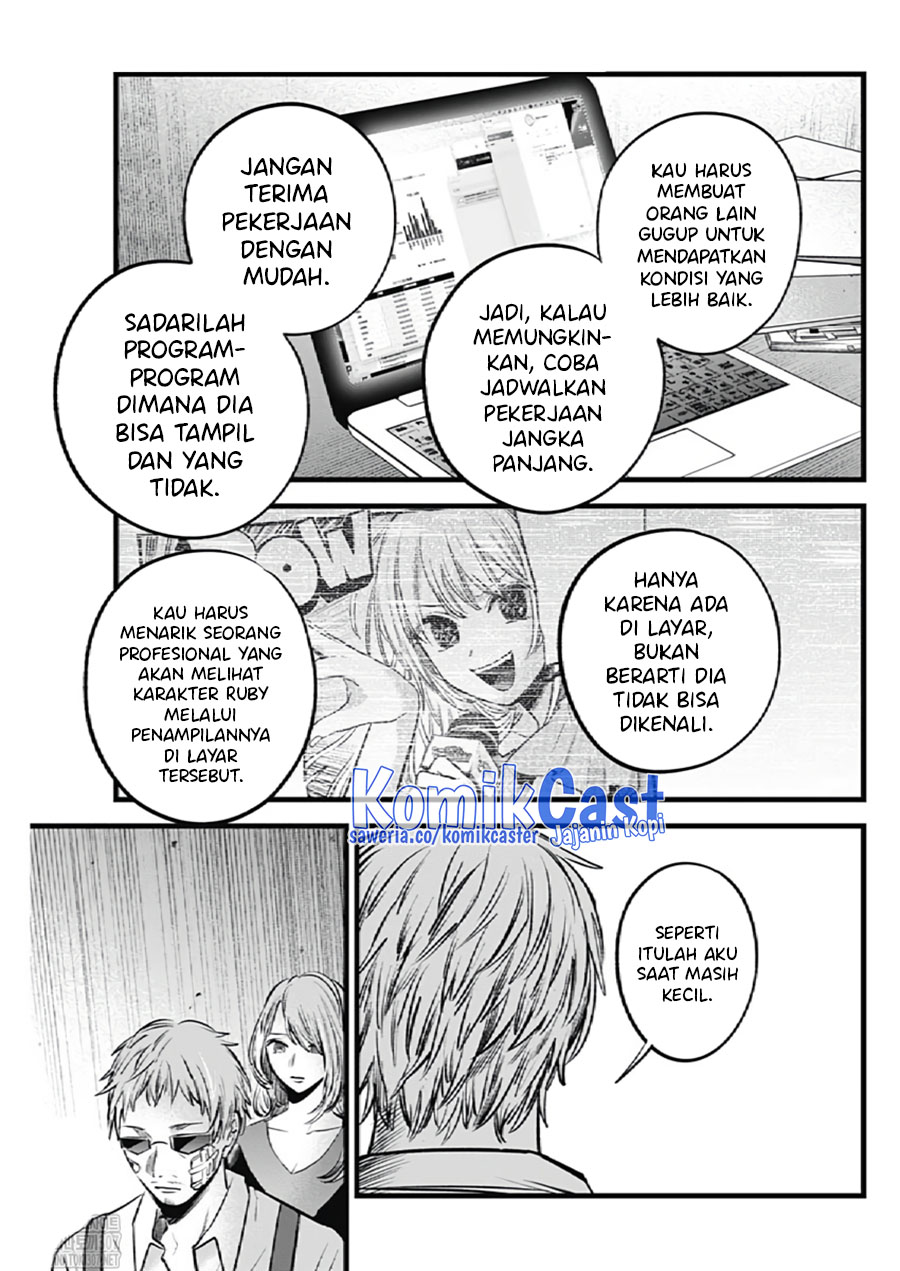 KAU HARUS
MEMBUAT
ORANG LAIN
GUGUP UNTUK
MENDAPATKAN
KONDISI YANG
LEBIH BAIK.
JADI, KALAU
MEMUNGKIN-
KAN, COBA
JADWALKAN
PEKERJAAN
JANGKA
PANJANG.
JANGAN
TERIMA
PEKERJAAN
DENGAN
MUDAH.
SADARILAH
PROGRAM-
PROGRAM
DIMANA DIA
BISA TAMPIL
DAN YANG
TIDAK.
HANYA
KARENA ADA
DI LAYAR,
BUKAN
BERARTI DIA
TIDAK BISA
DIKENALI.
KAU HARUS
MENARIK SEORANG
PROFESIONAL YANG
AKAN MELIHAT
KARAKTER RUBY
MELALUI
PENAMPILANNYA
DI LAYAR
TERSEBUT.
KomikCast
saweria.co/komikcaster Jajanin Kopi
SEPERTI
ITULAH AKU
SAAT MASIH
KECIL.